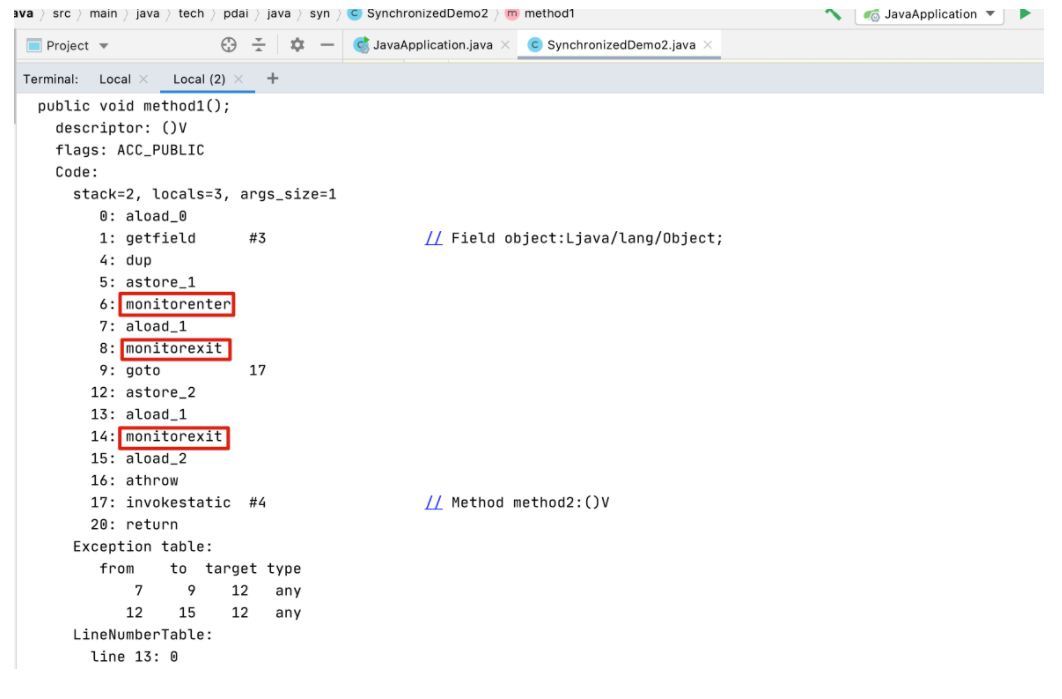 ava 〉 src 〉 main 〉 java 〉 tech 〉 pdai 〉 java 〉 syn 〉 SynchronizedDemo2 〉 method1 JavaApplication
Project JavaApplication.java SynchronizedDemo2.java
Terminal: Local Local (2) +
public void method1();
descriptor: ()V
flags: ACC_PUBLIC
Code:
stack=2, locals=3, args_size=1
0: aload_0
1: getfield #3 // Field object:Ljava/lang/Object;
4: dup
5: astore_1
6: monitorenter
7: aload_1
8: monitorexit
9: goto 17
12: astore_2
13: aload_1
14: monitorexit
15: aload_2
16: athrow
17: invokestatic #4 // Method method2:()V
20: return
Exception table:
from to target type
7 9 12 any
12 15 12 any
LineNumberTable:
line 13: 0